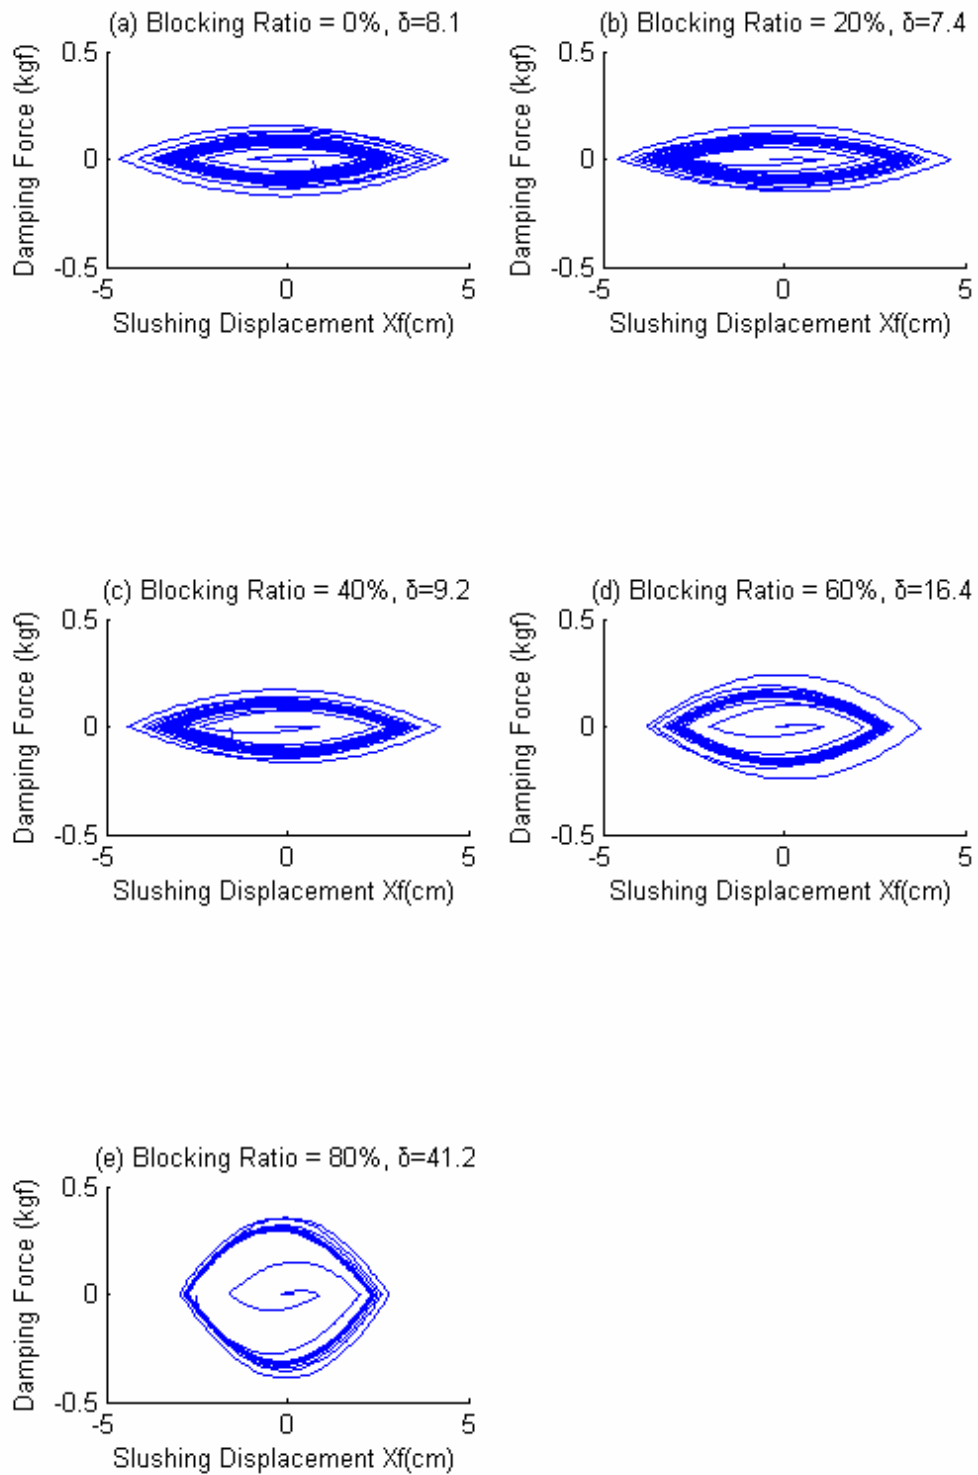 (a) Blocking Ratio = 0%, δ=8.1
(b) Blocking Ratio = 20%, δ=7.4
0.5
0
-0.5
Damping Force (kgf)
-5
0
5
Slushing Displacement Xf(cm)
0.5
0
-0.5
Damping Force (kgf)
-5
0
5
Slushing Displacement Xf(cm)
(c) Blocking Ratio = 40%, δ=9.2
(d) Blocking Ratio = 60%, δ=16.4
0.5
0
-0.5
Damping Force (kgf)
-5
0
5
Slushing Displacement Xf(cm)
0.5
0
-0.5
Damping Force (kgf)
-5
0
5
Slushing Displacement Xf(cm)
(e) Blocking Ratio = 80%, δ=41.2
0.5
0
-0.5
Damping Force (kgf)
-5
0
5
Slushing Displacement Xf(cm)